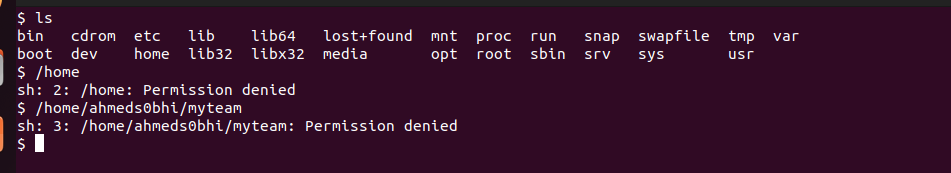 $ ls
bin   cdrom  etc   lib    lib64   lost+found  mnt  proc  run   snap  swapfile  tmp  var
boot  dev    home  lib32  libx32  media       opt  root  sbin  srv   sys       usr
$ /home
sh: 2: /home: Permission denied
$ /home/ahmeds0bhi/myteam
sh: 3: /home/ahmeds0bhi/myteam: Permission denied
$